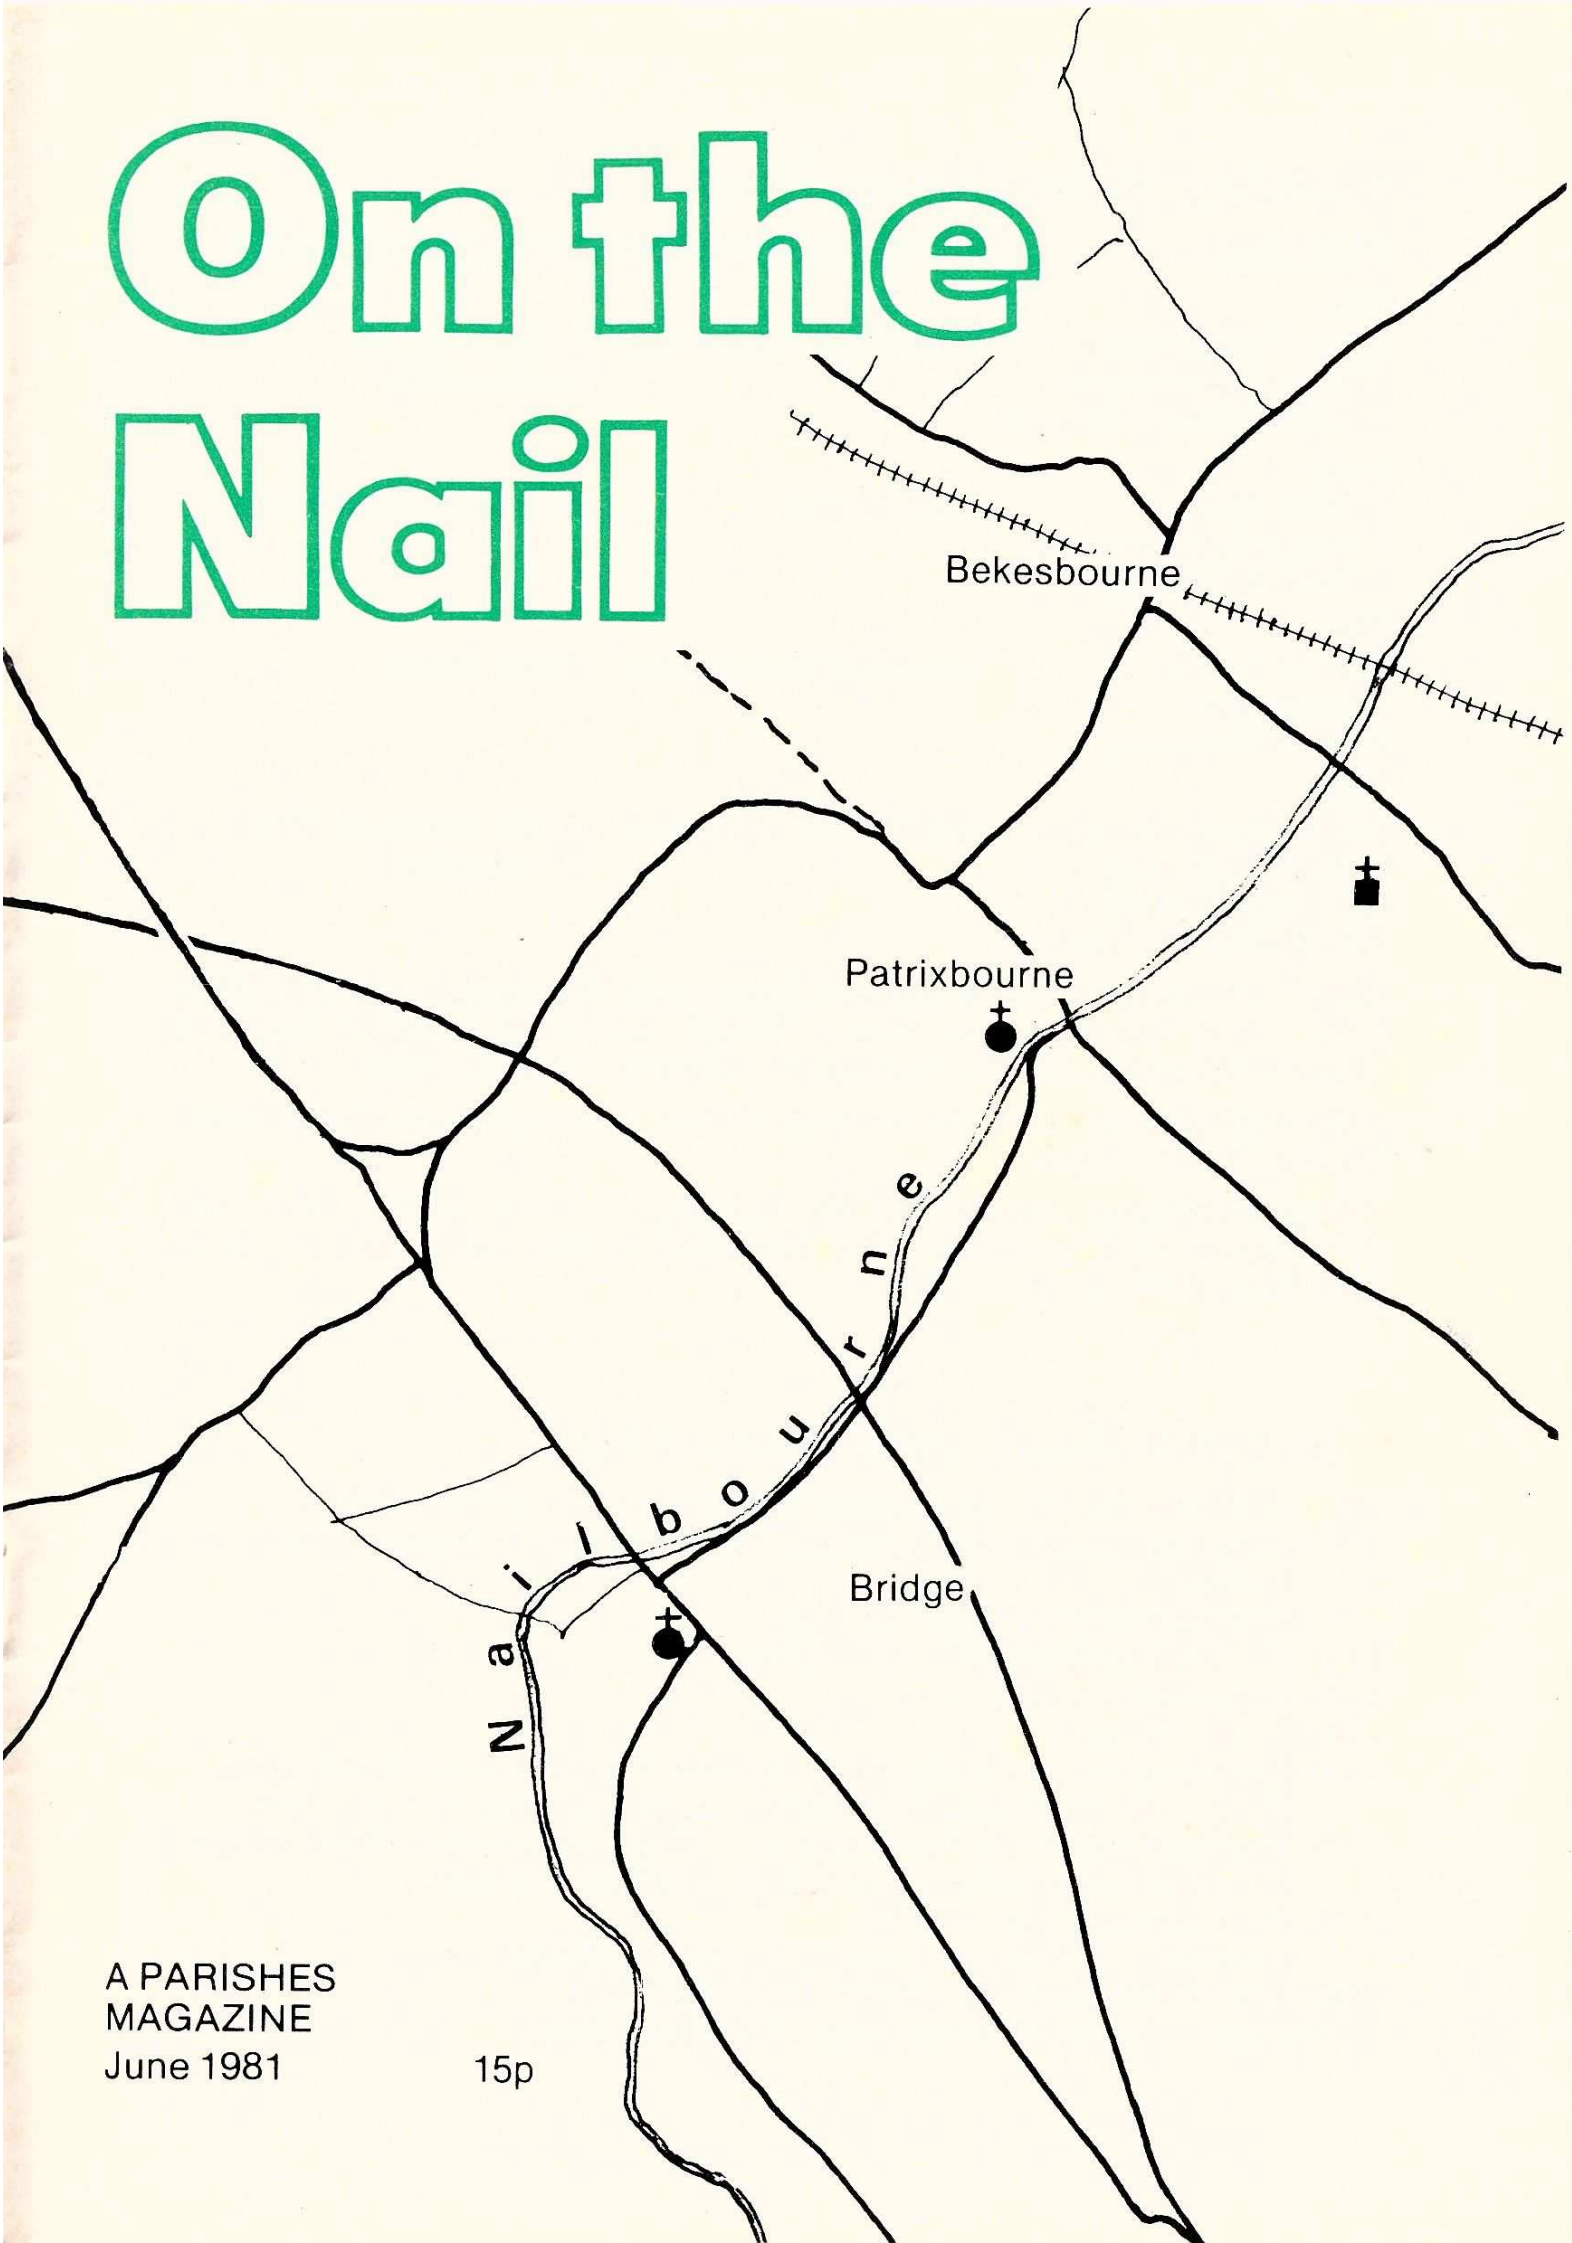 On the
Nail
Bekesbourne
Patrixbourne
Nailbourne
Bridge
A PARISHES
MAGAZINE
June 1981
15p